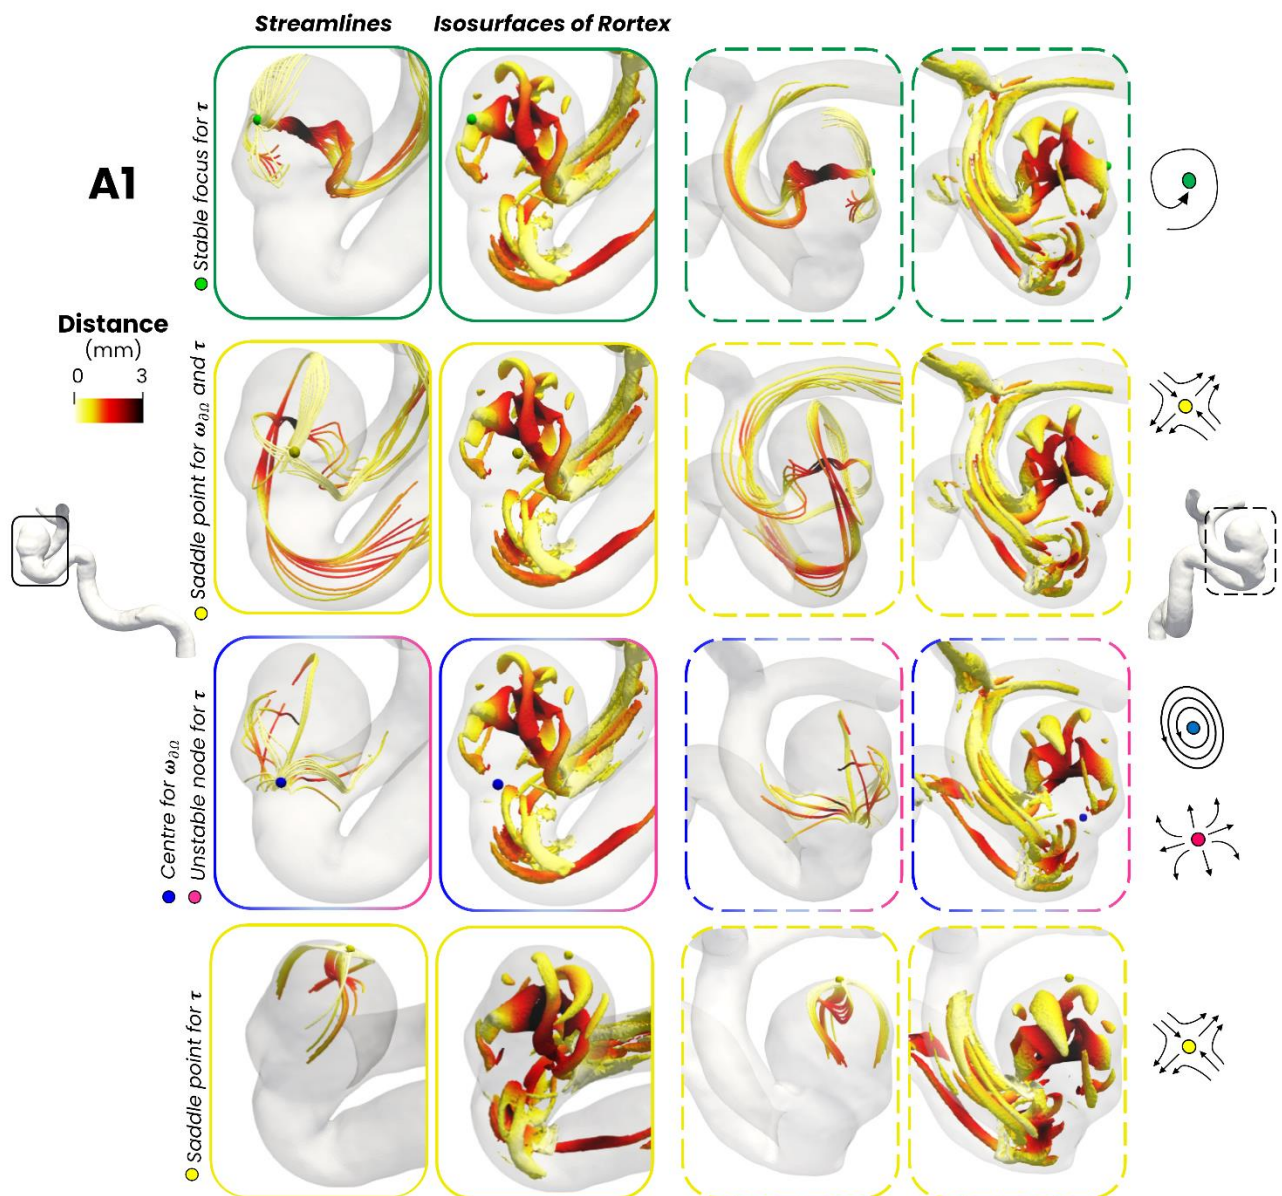 Streamlines
Isosurfaces of Rortex
A1
Stable focus for τ
Distance
(mm)
0 3
Saddle point for ω∂Ω and τ
Centre for ω∂Ω
Unstable node for τ
Saddle point for τ